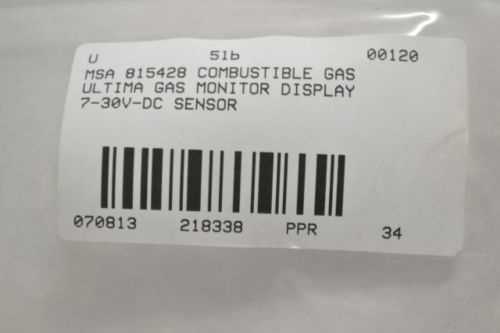 U 51b 00120
MSA 815428 COMBUSTIBLE GAS
ULTIMA GAS MONITOR DISPLAY
7-30V-DC SENSOR
070813 218338 PPR 34